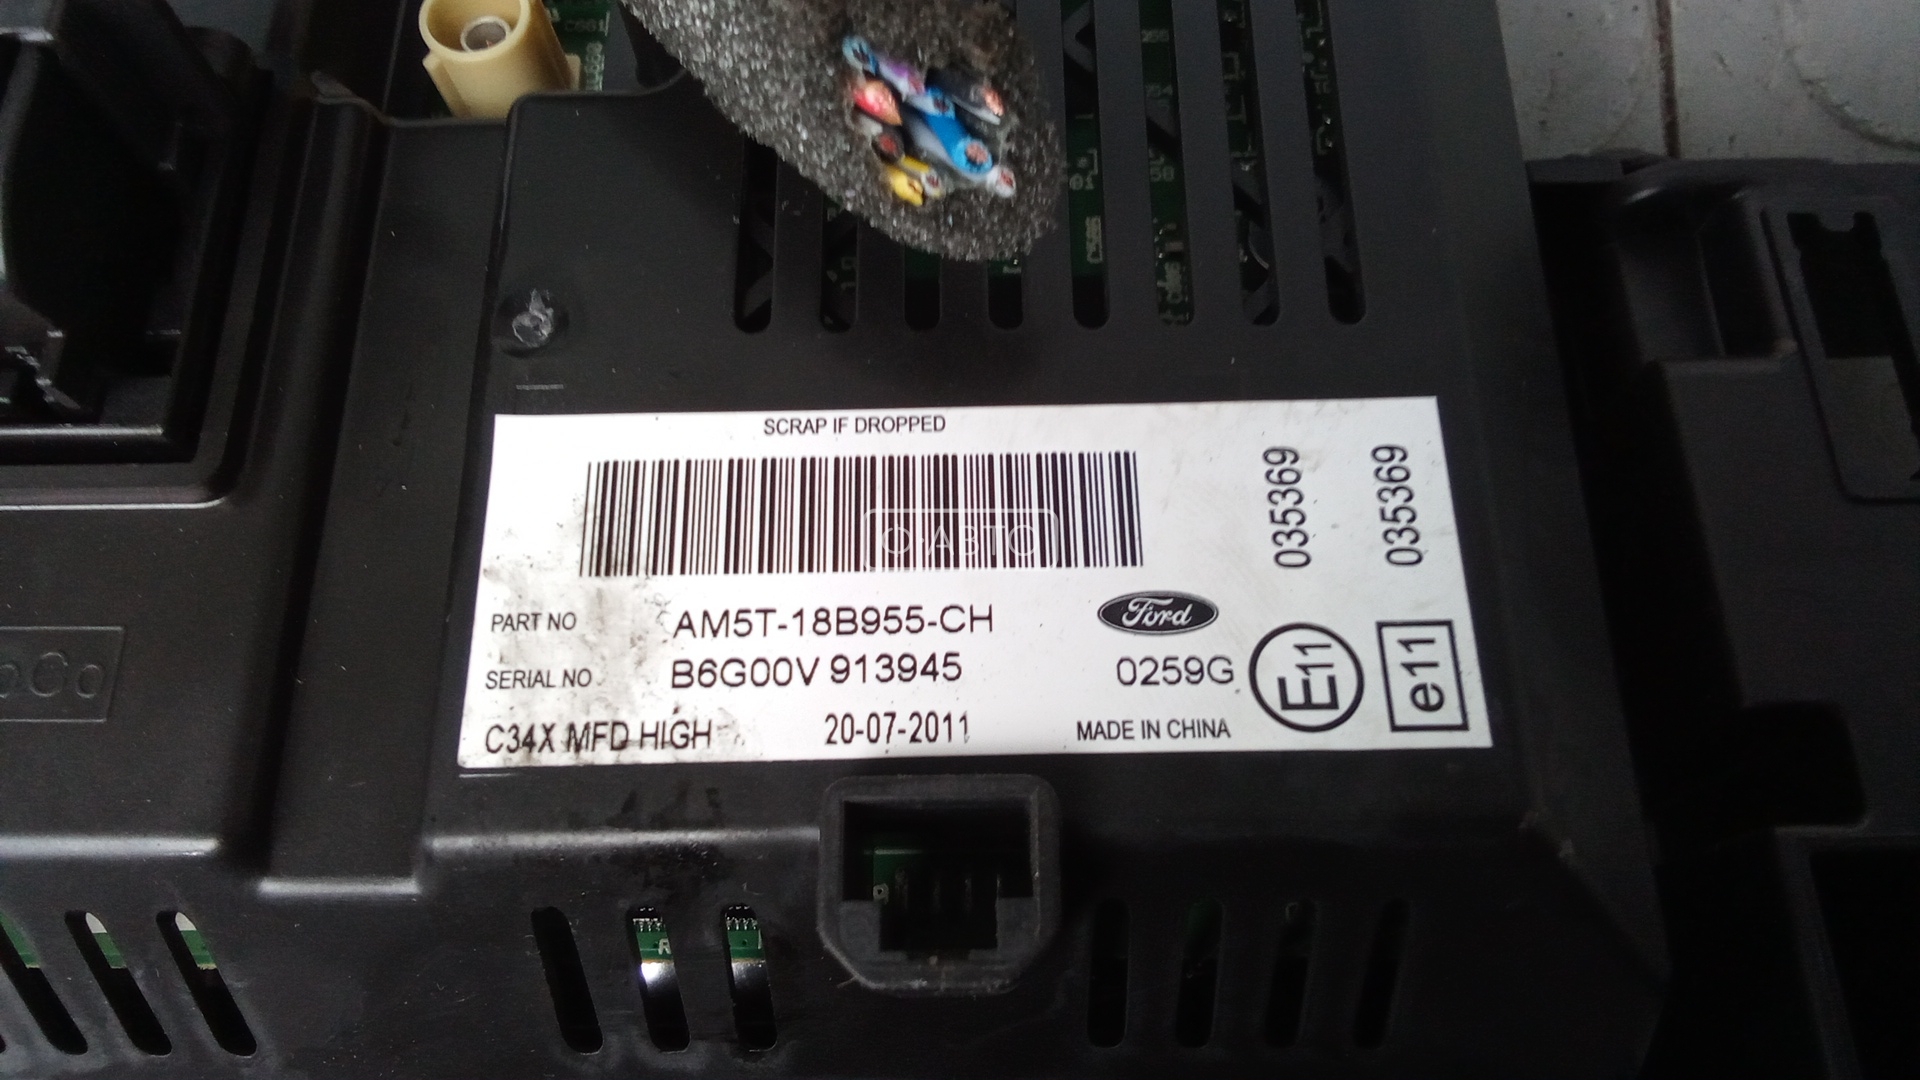 SCRAP IF DROPPED
035369
035369
О-АВТО
PART NO AM5T-18B955-CH
Ford
SERIAL NO B6G00V 913945
0259G
E11
e11
C34X MFD HIGH
20-07-2011
MADE IN CHINA